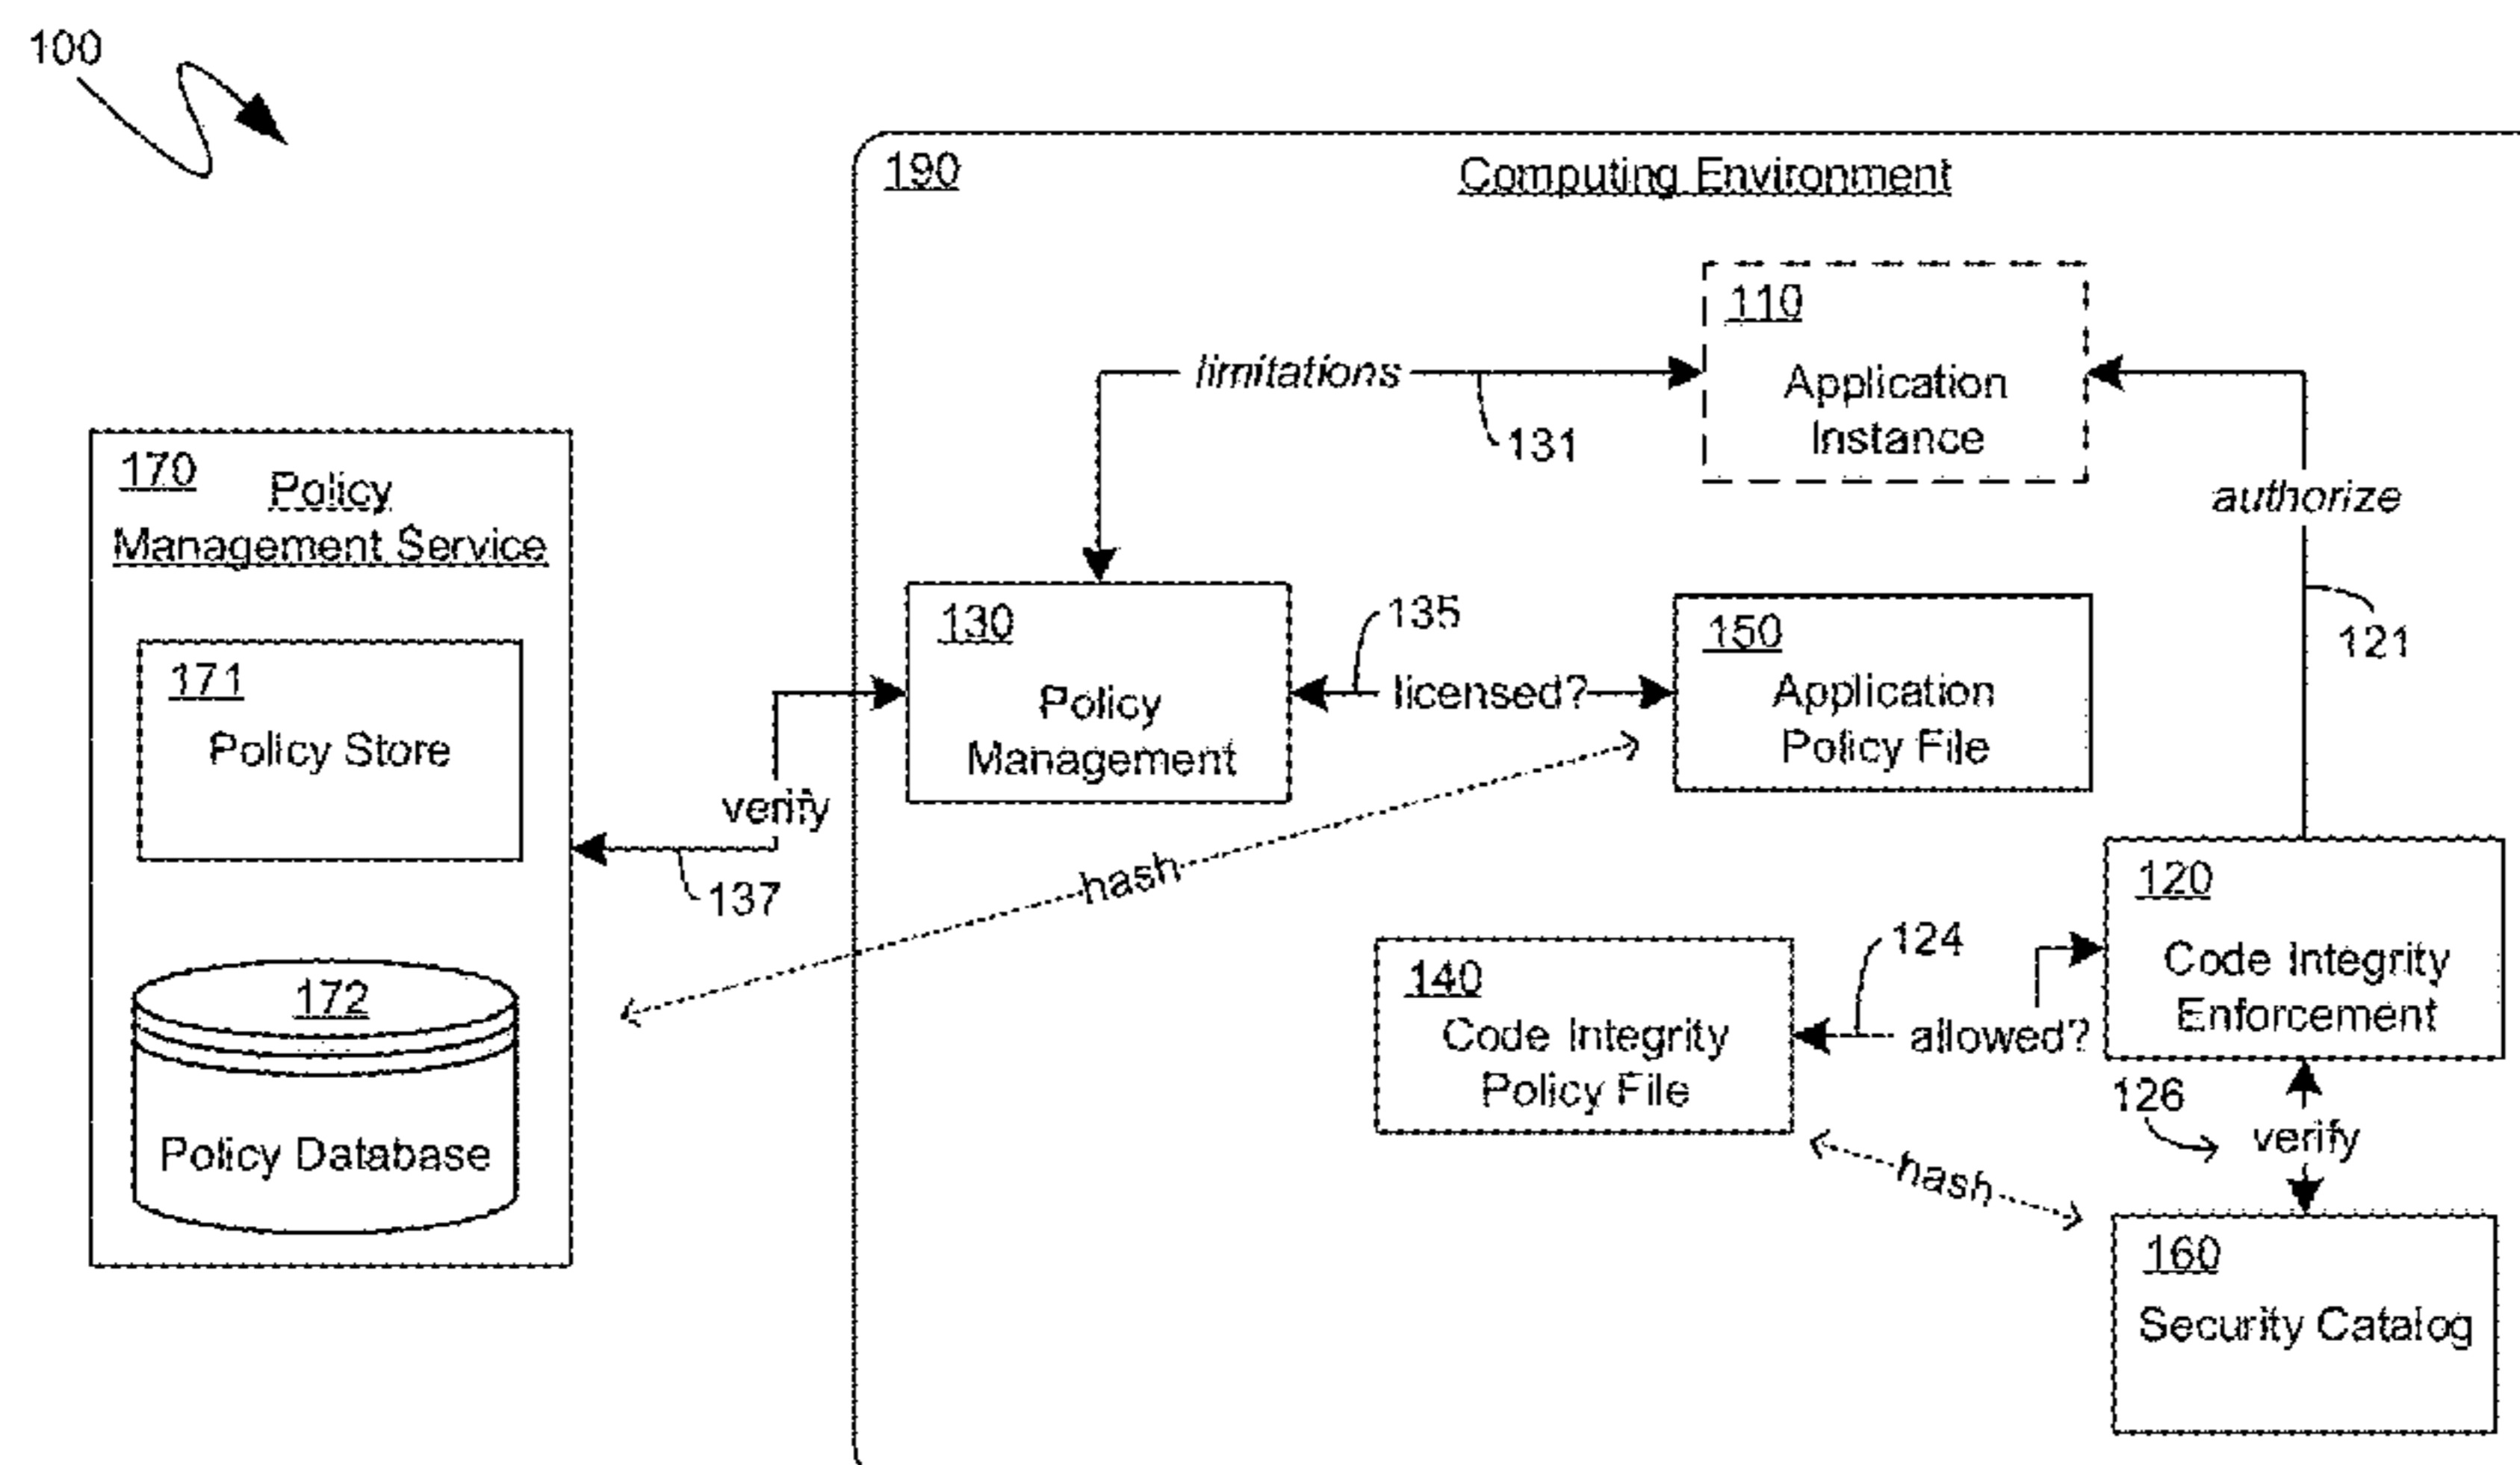 100
190
Computing Environment
110
Application
Instance
limitations
131
authorize
121
170
Policy
Management Service
171
Policy Store
172
Policy Database
verify
137
130
Policy
Management
135
licensed?
150
Application
Policy File
hash
120
Code Integrity
Enforcement
124
allowed?
140
Code Integrity
Policy File
126
verify
hash
160
Security Catalog